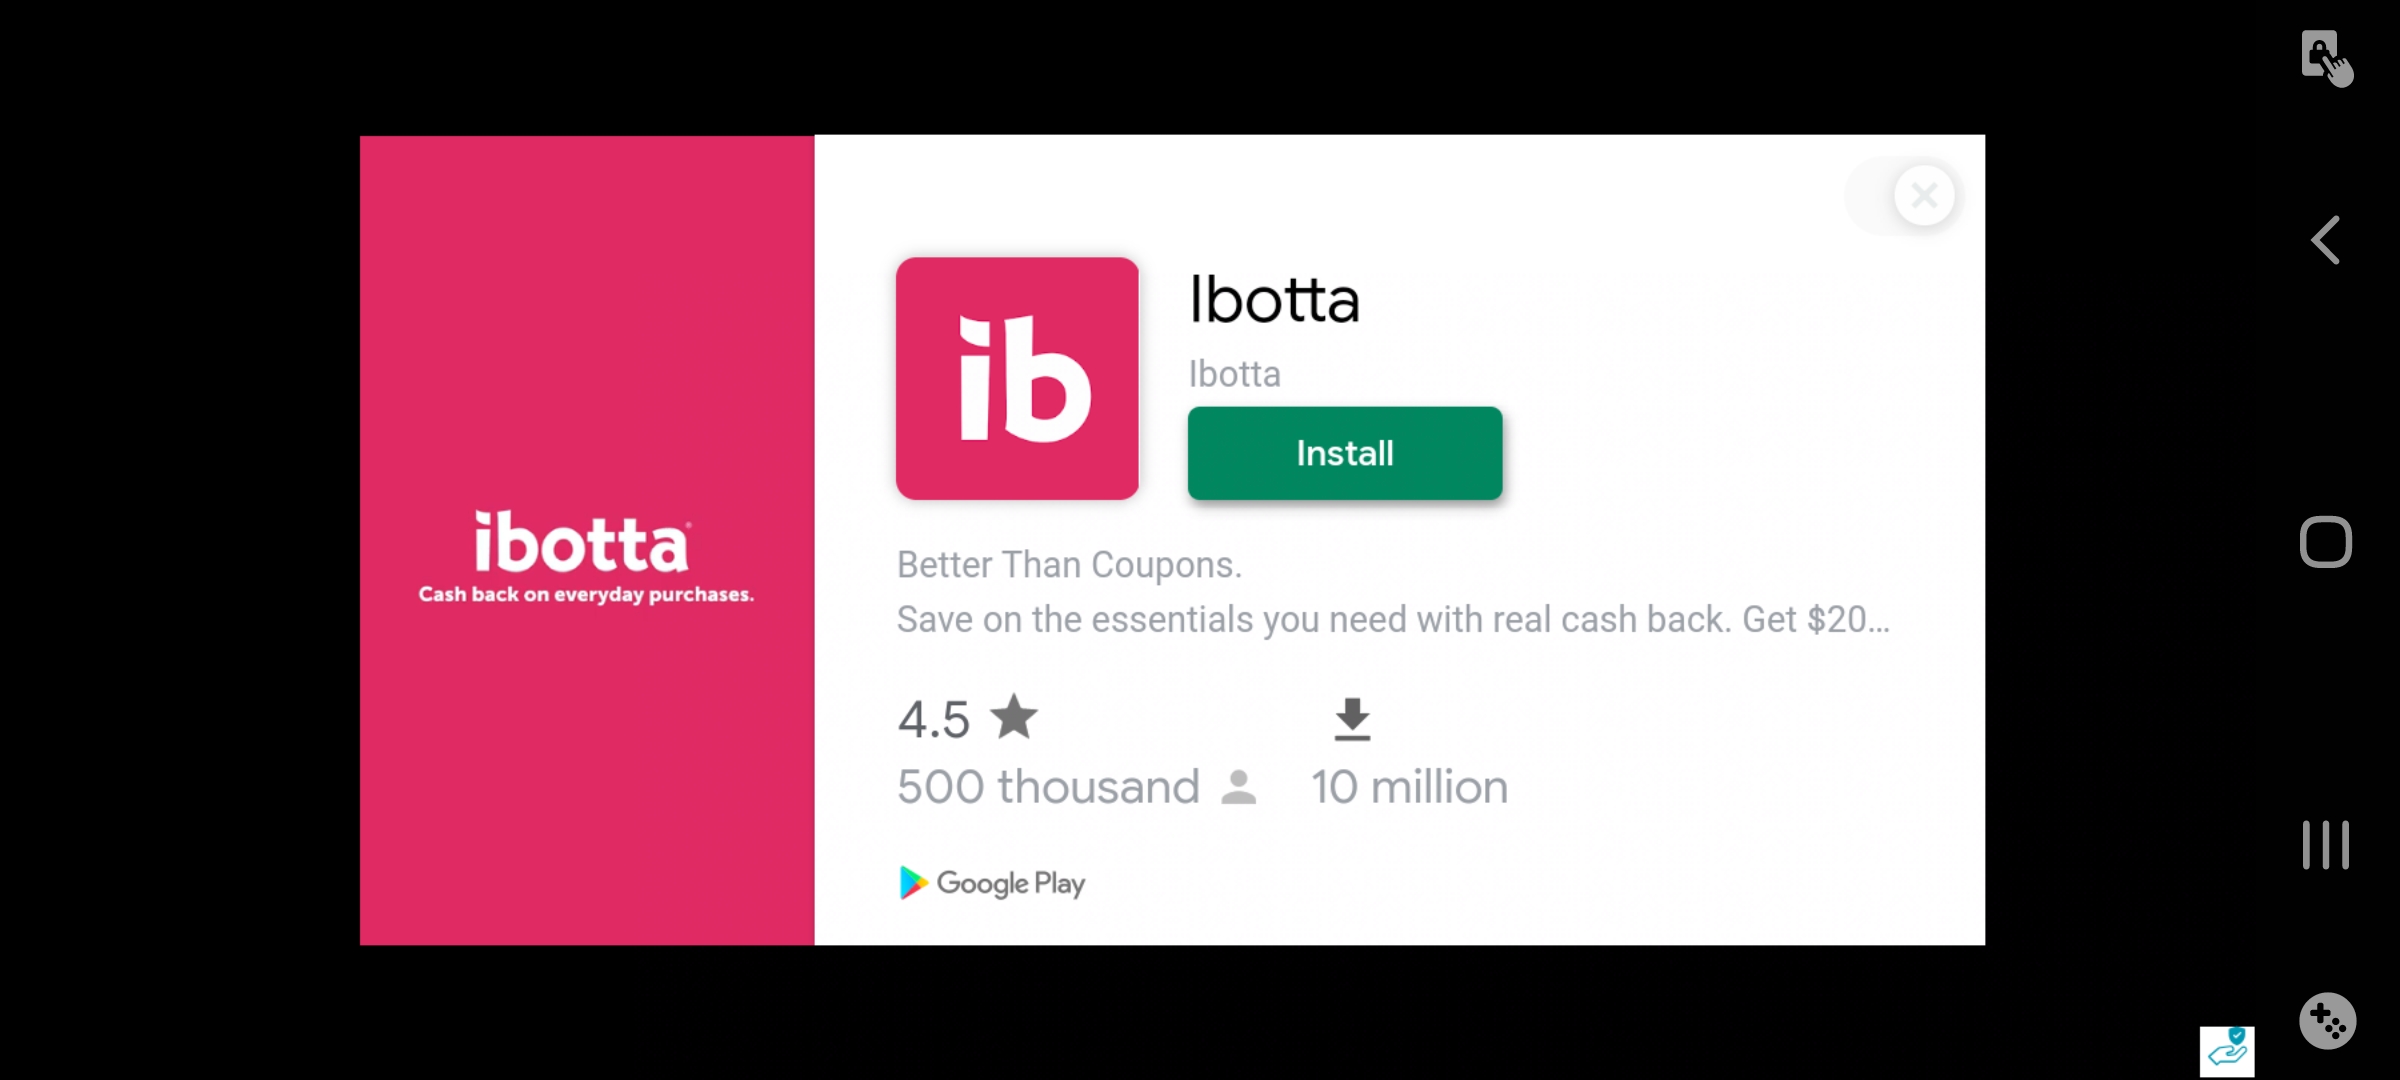 ibotta
Cash back on everyday purchases.
ib
Ibotta
Ibotta
Install
Better Than Coupons.
Save on the essentials you need with real cash back. Get $20...
4.5
500 thousand
10 million
Google Play